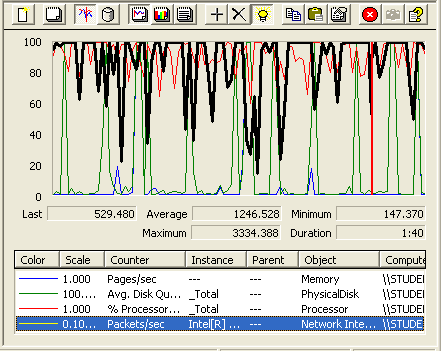 100
80
60
40
20
0
Last 529.480 Average 1246.528 Minimum 147.370
Maximum 3334.388 Duration 1:40
Color Scale Counter Instance Parent Object Compute
1.000 Pages/sec --- --- Memory \\STUDE
100.... Avg. Disk Qu... _Total --- PhysicalDisk \\STUDE
1.000 % Processor... _Total --- Processor \\STUDE
0.10... Packets/sec Intel[R] ... --- Network Inte... \\STUDE